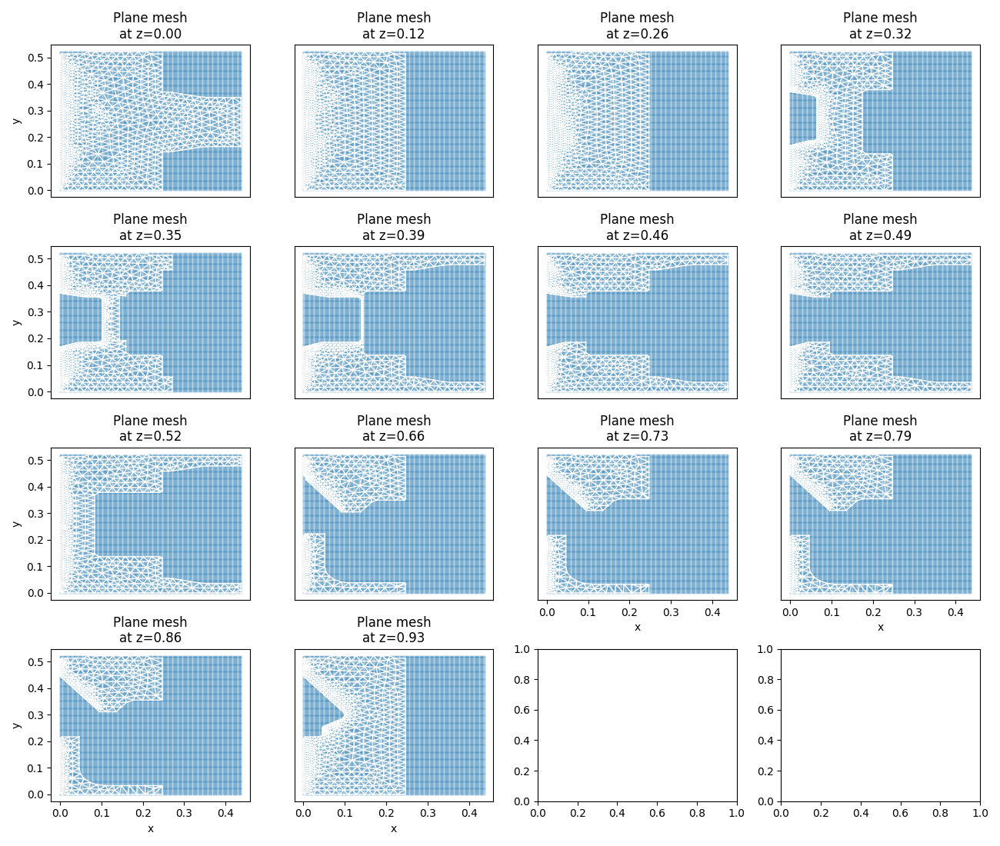 Plane mesh
at z=0.00
Plane mesh
at z=0.12
Plane mesh
at z=0.26
Plane mesh
at z=0.32
0.5
0.4
0.3
0.2
0.1
0.0
y
Plane mesh
at z=0.35
Plane mesh
at z=0.39
Plane mesh
at z=0.46
Plane mesh
at z=0.49
0.5
0.4
0.3
0.2
0.1
0.0
y
Plane mesh
at z=0.52
Plane mesh
at z=0.66
Plane mesh
at z=0.73
Plane mesh
at z=0.79
0.5
0.4
0.3
0.2
0.1
0.0
y
0.0 0.1 0.2 0.3 0.4
x
0.0 0.1 0.2 0.3 0.4
x
Plane mesh
at z=0.86
Plane mesh
at z=0.93
0.5
0.4
0.3
0.2
0.1
0.0
y
0.0 0.1 0.2 0.3 0.4
x
0.0 0.1 0.2 0.3 0.4
x
1.0
0.8
0.6
0.4
0.2
0.0
0.0 0.2 0.4 0.6 0.8 1.0
1.0
0.8
0.6
0.4
0.2
0.0
0.0 0.2 0.4 0.6 0.8 1.0